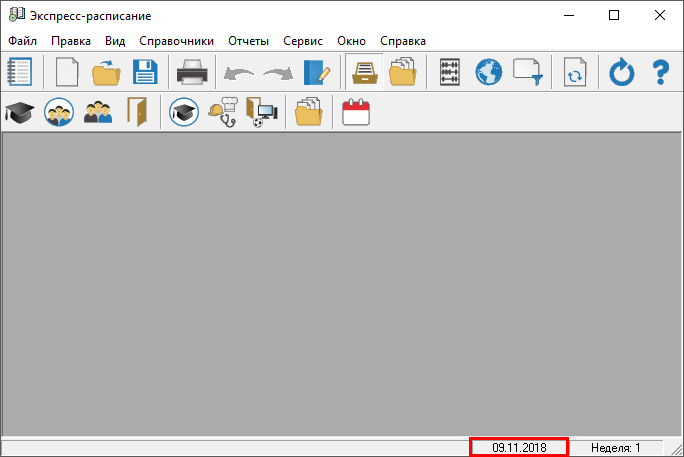 Экспресс-расписание
Файл Правка Вид Справочники Отчеты Сервис Окно Справка
09.11.2018 Неделя: 1